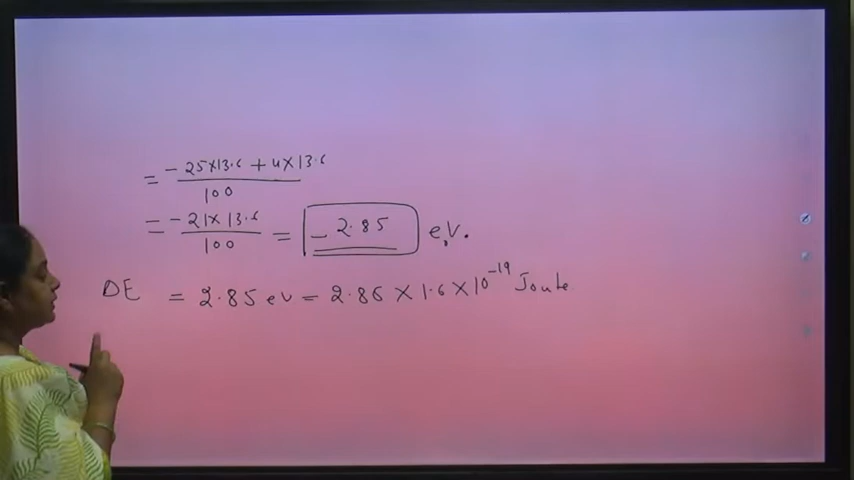 = -25×13.6 + 4×13.6 / 100
= -21×13.6 / 100 = -2.85 e.V.
DE = 2.85 ev = 2.86 × 1.6 × 10⁻¹⁹ Joule